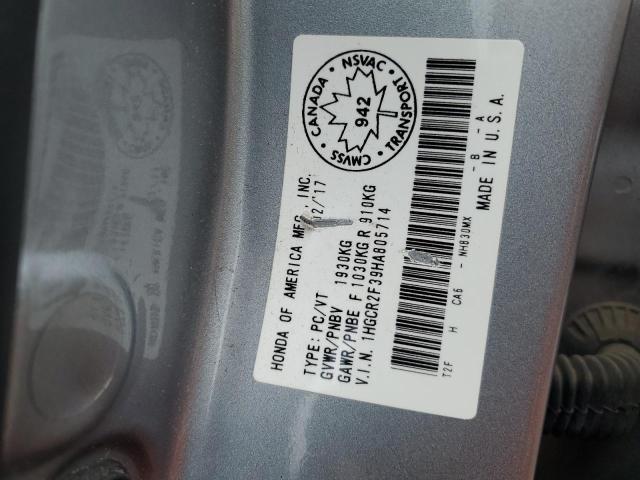 HONDA OF AMERICA MFG., INC.
TYPE: PC/VT
GVWR/PNBV 1930KG
GAWR/PNBE F 1030KG R 910KG
V.I.N. 1HGCR2F39HA805714
T2F H CA6 - NH830MX - B - A
MADE IN U.S.A.
CANADA · NSVAC · TRANSPORT · CMVSS ·
942
2/'17